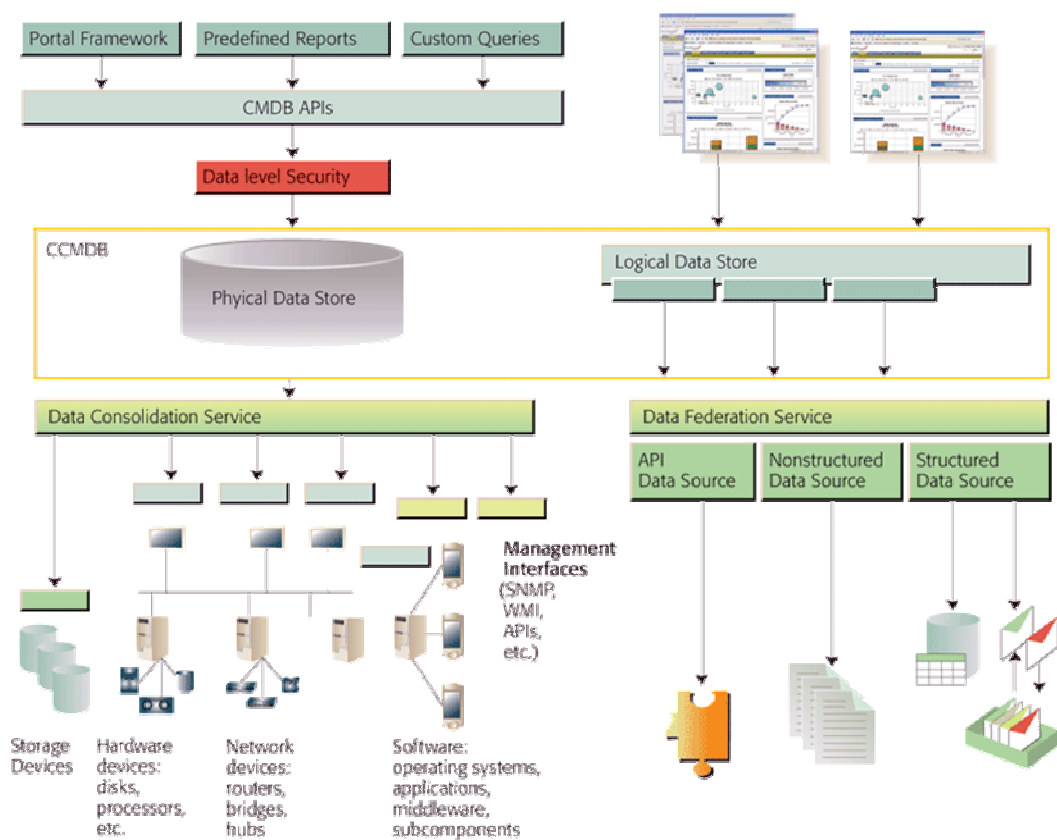 Portal Framework
Predefined Reports
Custom Queries
CMDB APIs
Data level Security
CCMDB
Phyical Data Store
Logical Data Store
Data Consolidation Service
Data Federation Service
API
Data Source
Nonstructured
Data Source
Structured
Data Source
Management
Interfaces
(SNMP,
WMI,
APIs,
etc.)
Storage
Devices
Hardware
devices:
disks,
processors,
etc.
Network
devices:
routers,
bridges,
hubs
Software:
operating systems,
applications,
middleware,
subcomponents